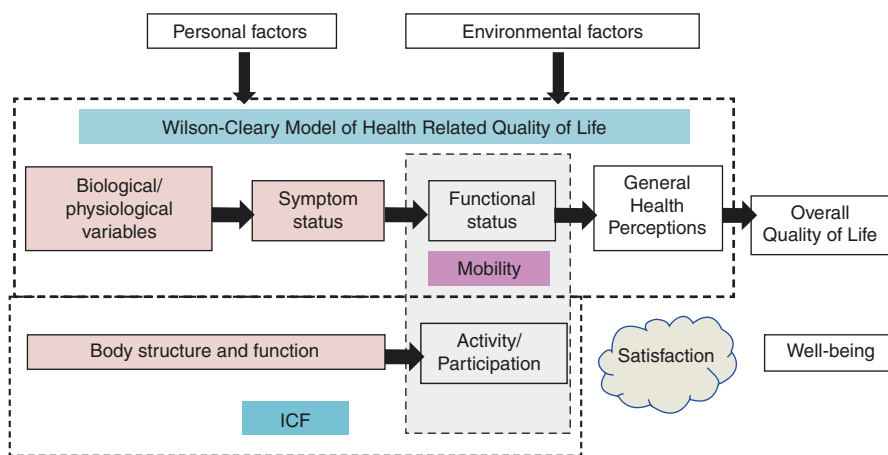 Personal factors
Environmental factors
Wilson-Cleary Model of Health Related Quality of Life
Biological/
physiological
variables
Symptom
status
Functional
status
General
Health
Perceptions
Overall
Quality of Life
Mobility
Body structure and function
Activity/
Participation
Satisfaction
Well-being
ICF